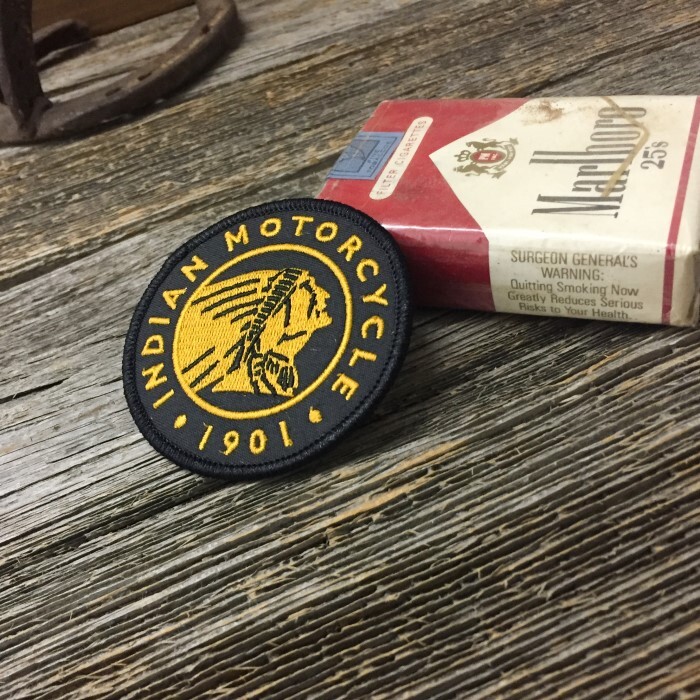 INDIAN MOTORCYCLE
1901
FILTER CIGARETTES
Marlboro
25's
SURGEON GENERAL'S
WARNING:
Quitting Smoking Now
Greatly Reduces Serious
Risks to Your Health.